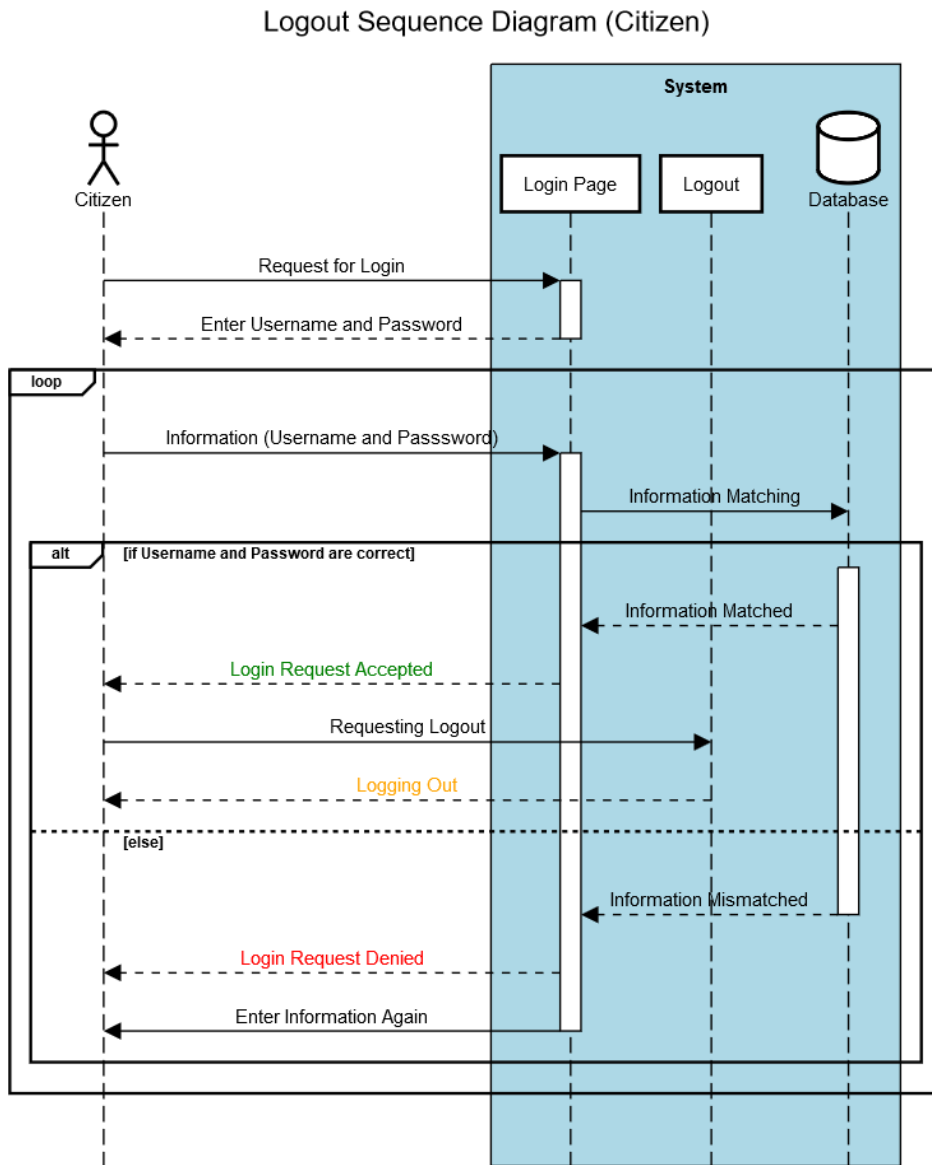 Logout Sequence Diagram (Citizen)
System
Citizen
Login Page
Logout
Database
Request for Login
Enter Username and Password
loop
Information (Username and Passsword)
Information Matching
alt
[if Username and Password are correct]
Information Matched
Login Request Accepted
Requesting Logout
Logging Out
[else]
Information Mismatched
Login Request Denied
Enter Information Again